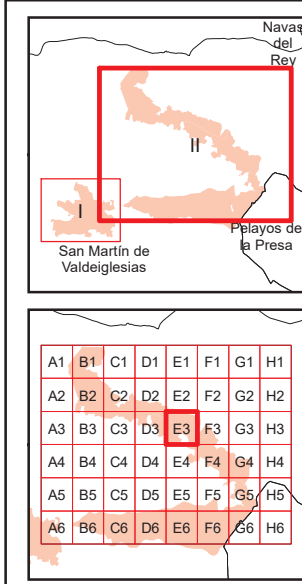 Navas
del
Rey
II
I
Pelayos de
la Presa
San Martín de
Valdeiglesias
A1 B1 C1 D1 E1 F1 G1 H1
A2 B2 C2 D2 E2 F2 G2 H2
A3 B3 C3 D3 E3 F3 G3 H3
A4 B4 C4 D4 E4 F4 G4 H4
A5 B5 C5 D5 E5 F5 G5 H5
A6 B6 C6 D6 E6 F6 G6 H6